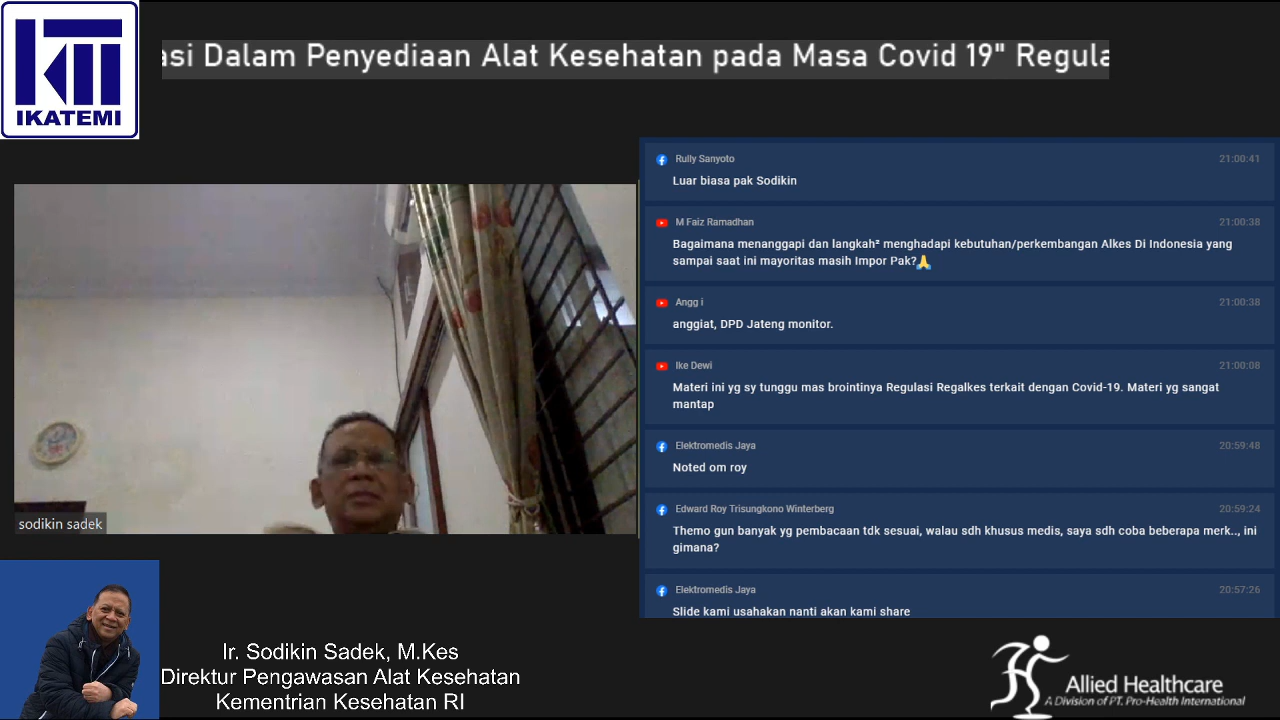 IKATEMI
asi Dalam Penyediaan Alat Kesehatan pada Masa Covid 19" Regula
Rully Sanyoto 21:00:41
Luar biasa pak Sodikin
M Faiz Ramadhan 21:00:38
Bagaimana menanggapi dan langkah² menghadapi kebutuhan/perkembangan Alkes Di Indonesia yang
sampai saat ini mayoritas masih Impor Pak?🙏
Angg i 21:00:38
anggiat, DPD Jateng monitor.
Ike Dewi 21:00:08
Materi ini yg sy tunggu mas brointinya Regulasi Regalkes terkait dengan Covid-19. Materi yg sangat
mantap
Elektromedis Jaya 20:59:48
Noted om roy
Edward Roy Trisungkono Winterberg 20:59:24
Themo gun banyak yg pembacaan tdk sesuai, walau sdh khusus medis, saya sdh coba beberapa merk.., ini
gimana?
Elektromedis Jaya 20:57:26
Slide kami usahakan nanti akan kami share
sodikin sadek
Ir. Sodikin Sadek, M.Kes
Direktur Pengawasan Alat Kesehatan
Kementrian Kesehatan RI
Allied Healthcare
A Division of PT. Pro-Health International